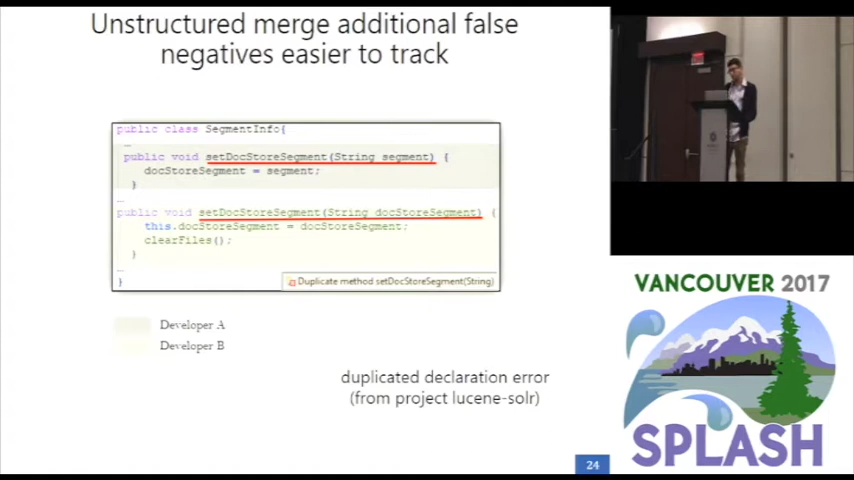 Unstructured merge additional false
negatives easier to track
public class SegmentInfo{
…
public void setDocStoreSegment(String segment) {
docStoreSegment = segment;
}
…
public void setDocStoreSegment(String docStoreSegment) {
this.docStoreSegment = docStoreSegment;
clearFiles();
}
…
}
Duplicate method setDocStoreSegment(String)
Developer A
Developer B
duplicated declaration error
(from project lucene-solr)
24
VANCOUVER 2017
SPLASH